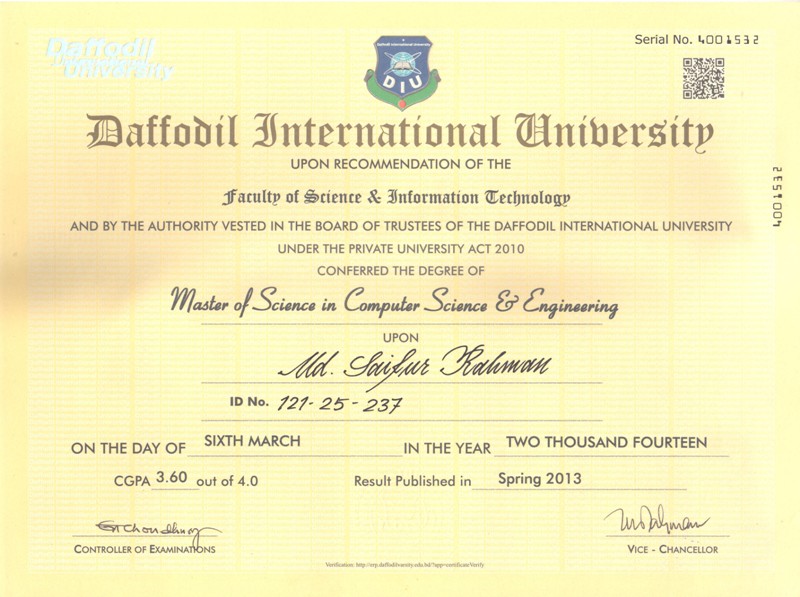 Daffodil
International
University
Daffodil International University
DIU
Serial No. 4001532
Daffodil International University
UPON RECOMMENDATION OF THE
Faculty of Science & Information Technology
AND BY THE AUTHORITY VESTED IN THE BOARD OF TRUSTEES OF THE DAFFODIL INTERNATIONAL UNIVERSITY
UNDER THE PRIVATE UNIVERSITY ACT 2010
CONFERRED THE DEGREE OF
Master of Science in Computer Science & Engineering
UPON
Md. Saifur Rahman
ID No. 121-25-237
ON THE DAY OF SIXTH MARCH IN THE YEAR TWO THOUSAND FOURTEEN
CGPA 3.60 out of 4.0 Result Published in Spring 2013
CONTROLLER OF EXAMINATIONS
VICE - CHANCELLOR
Verification: http://erp.daffodilvarsity.edu.bd/?app=certificate/Verify
4001532